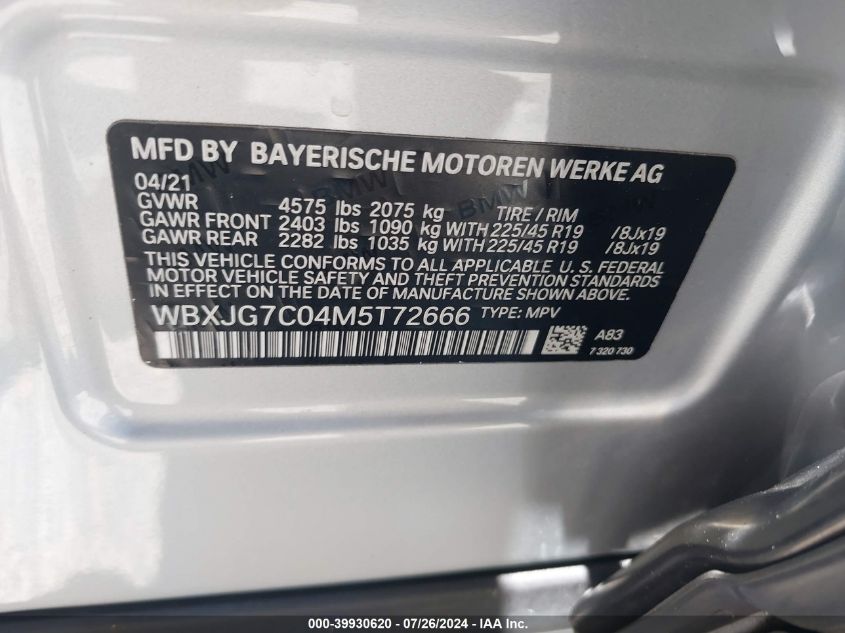 MFD BY BAYERISCHE MOTOREN WERKE AG
04/21
GVWR 4575 lbs 2075 kg TIRE / RIM
GAWR FRONT 2403 lbs 1090 kg WITH 225/45 R19 /8Jx19
GAWR REAR 2282 lbs 1035 kg WITH 225/45 R19 /8Jx19
THIS VEHICLE CONFORMS TO ALL APPLICABLE U. S. FEDERAL
MOTOR VEHICLE SAFETY AND THEFT PREVENTION STANDARDS
IN EFFECT ON THE DATE OF MANUFACTURE SHOWN ABOVE.
WBXJG7C04M5T72666 TYPE: MPV
A83
7 320 730
000-39930620 / 07/26/2024 - © IAA Inc.